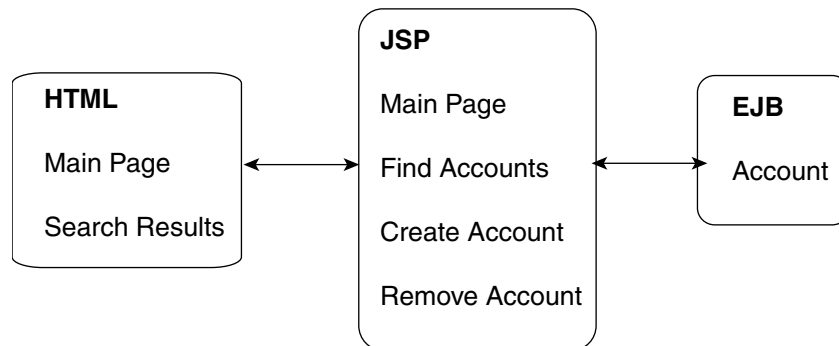 HTML
Main Page
Search Results
JSP
Main Page
Find Accounts
Create Account
Remove Account
EJB
Account